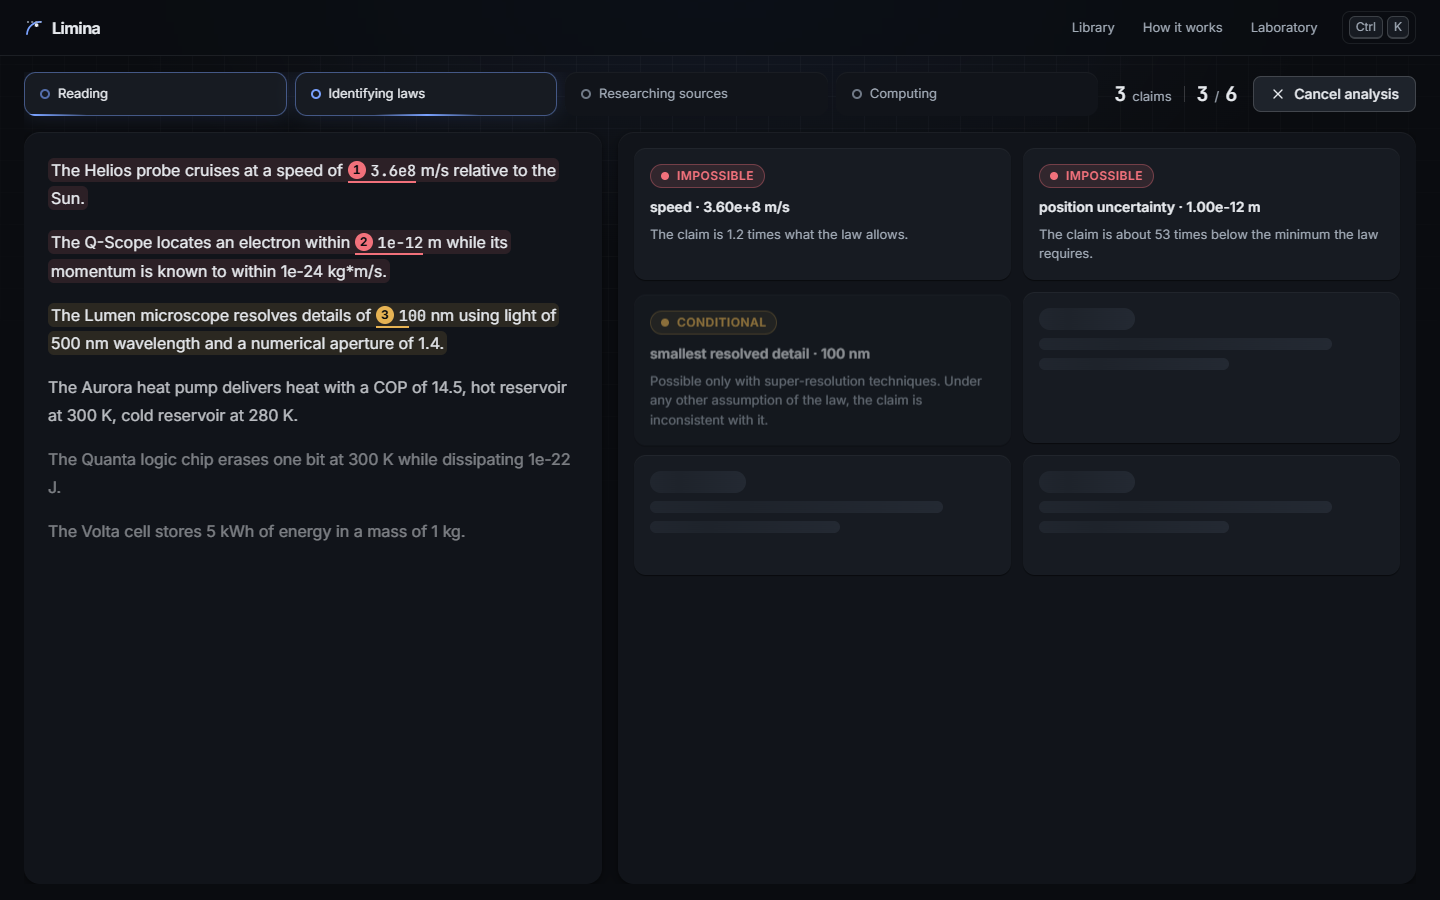 Limina
Library
How it works
Laboratory
Ctrl
K
Reading
Identifying laws
Researching sources
Computing
3 claims
3 / 6
Cancel analysis
The Helios probe cruises at a speed of 1 3.6e8 m/s relative to the
Sun.
The Q-Scope locates an electron within 2 1e-12 m while its
momentum is known to within 1e-24 kg*m/s.
The Lumen microscope resolves details of 3 100 nm using light of
500 nm wavelength and a numerical aperture of 1.4.
The Aurora heat pump delivers heat with a COP of 14.5, hot reservoir
at 300 K, cold reservoir at 280 K.
The Quanta logic chip erases one bit at 300 K while dissipating 1e-22
J.
The Volta cell stores 5 kWh of energy in a mass of 1 kg.
IMPOSSIBLE
speed · 3.60e+8 m/s
The claim is 1.2 times what the law allows.
IMPOSSIBLE
position uncertainty · 1.00e-12 m
The claim is about 53 times below the minimum the law
requires.
CONDITIONAL
smallest resolved detail · 100 nm
Possible only with super-resolution techniques. Under
any other assumption of the law, the claim is
inconsistent with it.